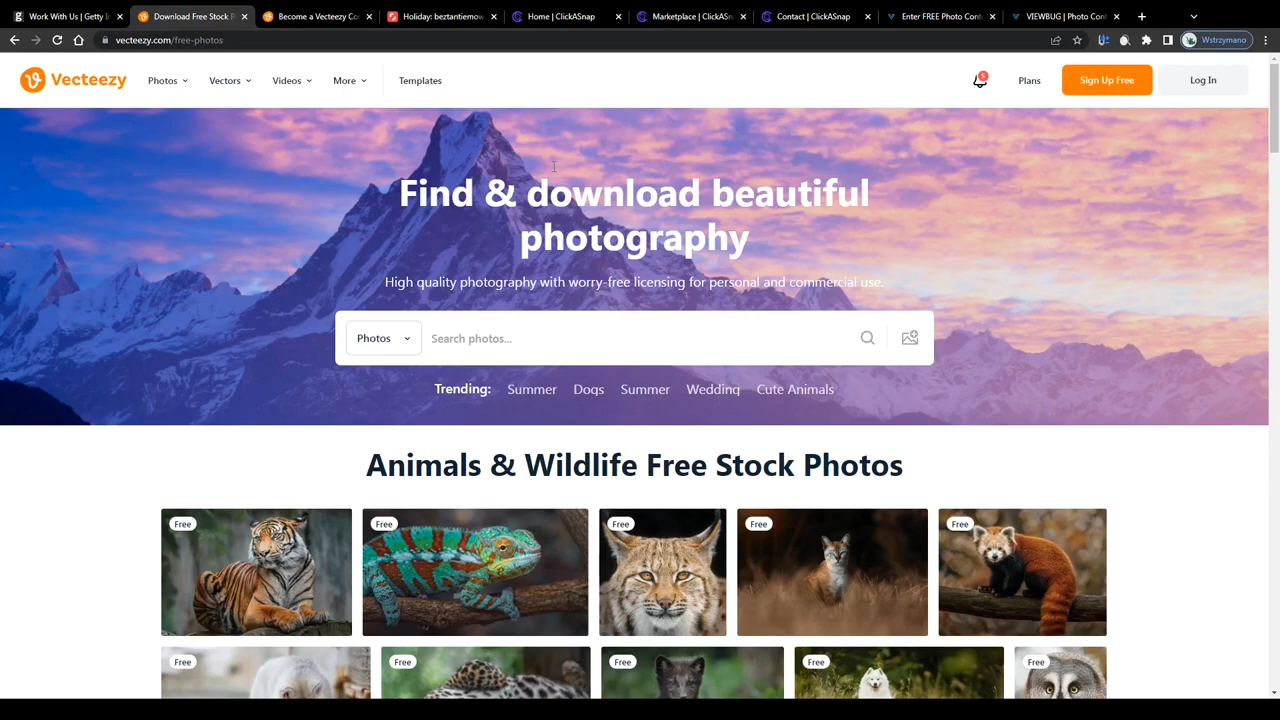 Work With Us | Getty I
Download Free Stock P
Become a Vecteezy Co
Holiday: beztantiemow
Home | ClickASnap
Marketplace | ClickASn
Contact | ClickASnap
Enter FREE Photo Cont
VIEWBUG | Photo Cont
vecteezy.com/free-photos
Wstrzymano
Vecteezy
Photos
Vectors
Videos
More
Templates
5
Plans
Sign Up Free
Log In
Find & download beautiful
photography
High quality photography with worry-free licensing for personal and commercial use.
Photos
Search photos...
Trending: Summer Dogs Summer Wedding Cute Animals
Animals & Wildlife Free Stock Photos
Free
Free
Free
Free
Free
Free
Free
Free
Free
Free